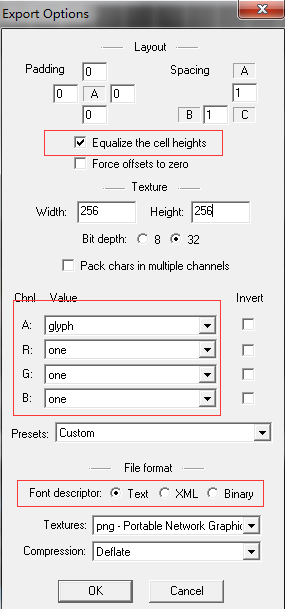 Export Options
Layout
Padding
Spacing
0
A
0 A 0
1
0
B 1 C
Equalize the cell heights
Force offsets to zero
Texture
Width: 256 Height: 256
Bit depth: 8 32
Pack chars in multiple channels
Chnl Value Invert
A: glyph
R: one
G: one
B: one
Presets: Custom
File format
Font descriptor: Text XML Binary
Textures: png - Portable Network Graphic
Compression: Deflate
OK Cancel